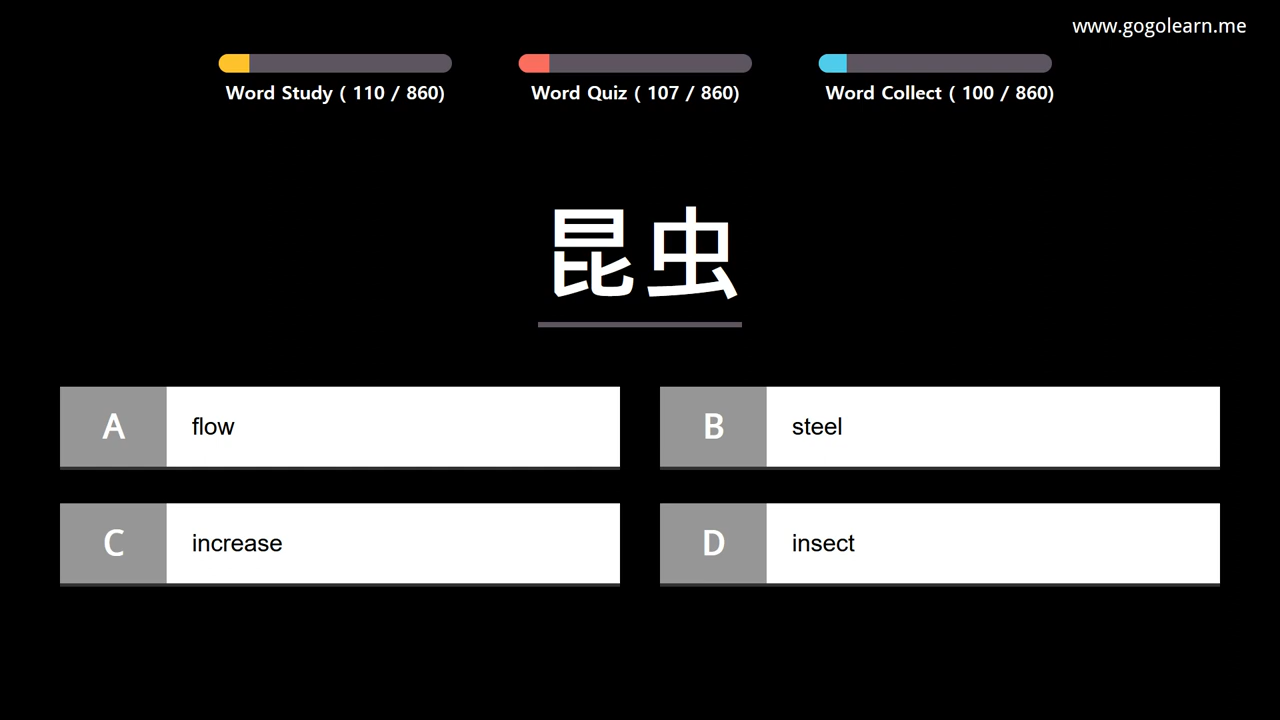 www.gogolearn.me
Word Study ( 110 / 860)
Word Quiz ( 107 / 860)
Word Collect ( 100 / 860)
昆虫
A flow
B steel
C increase
D insect